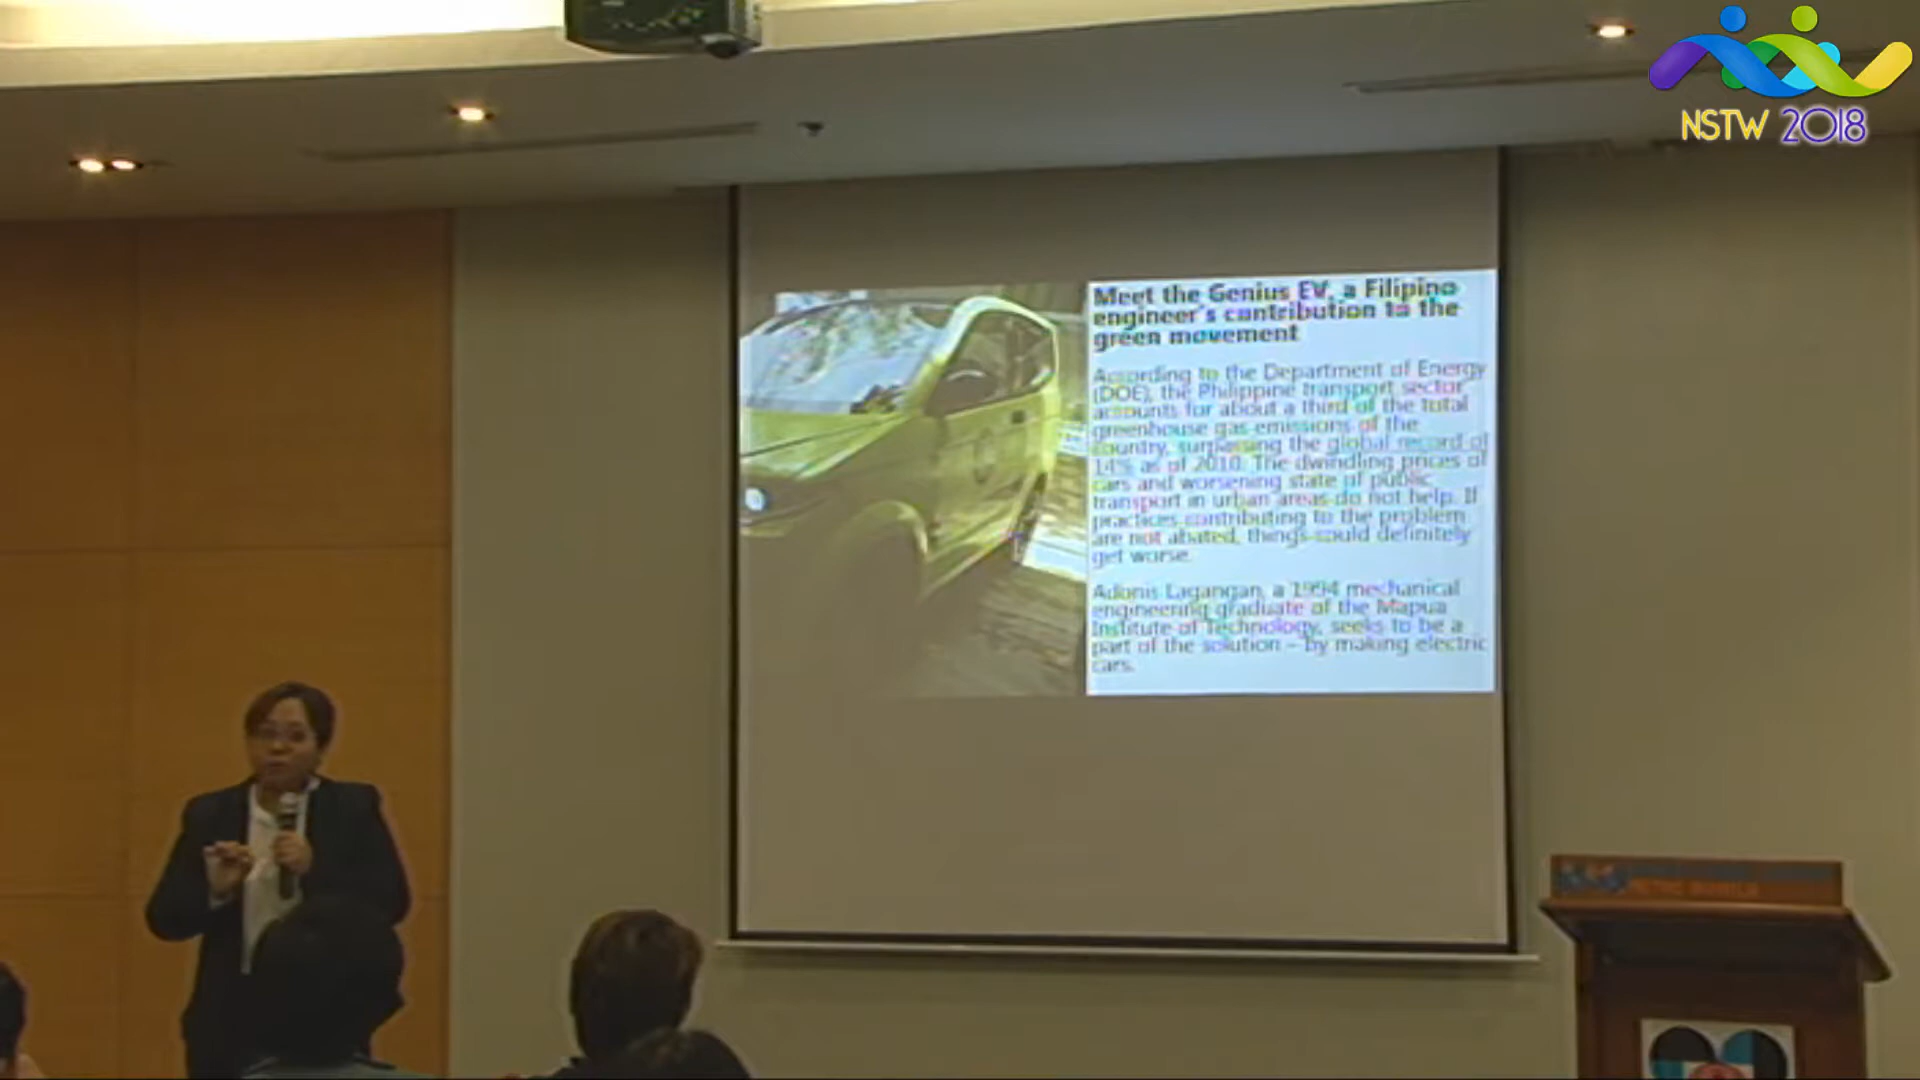 NSTW 2018
Meet the Genius EV, a Filipino
engineer's contribution to the
green movement
According to the Department of Energy
(DOE), the Philippine transport sector
accounts for about a third of the total
greenhouse gas emissions of the
country, surpassing the global record of
14% as of 2010. The dwindling prices of
cars and worsening state of public
transport in urban areas do not help. If
practices contributing to the problem
are not abated, things could definitely
get worse.
Adonis Lagangan, a 1994 mechanical
engineering graduate of the Mapua
Institute of Technology, seeks to be a
part of the solution – by making electric
cars.
METRO MANILA